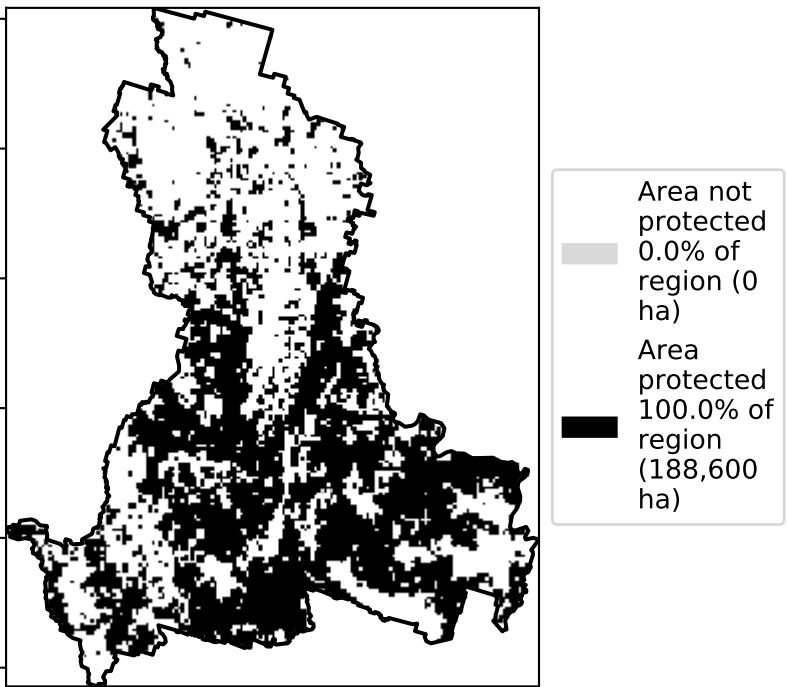 Area not
protected
0.0% of
region (0
ha)
Area
protected
100.0% of
region
(188,600
ha)